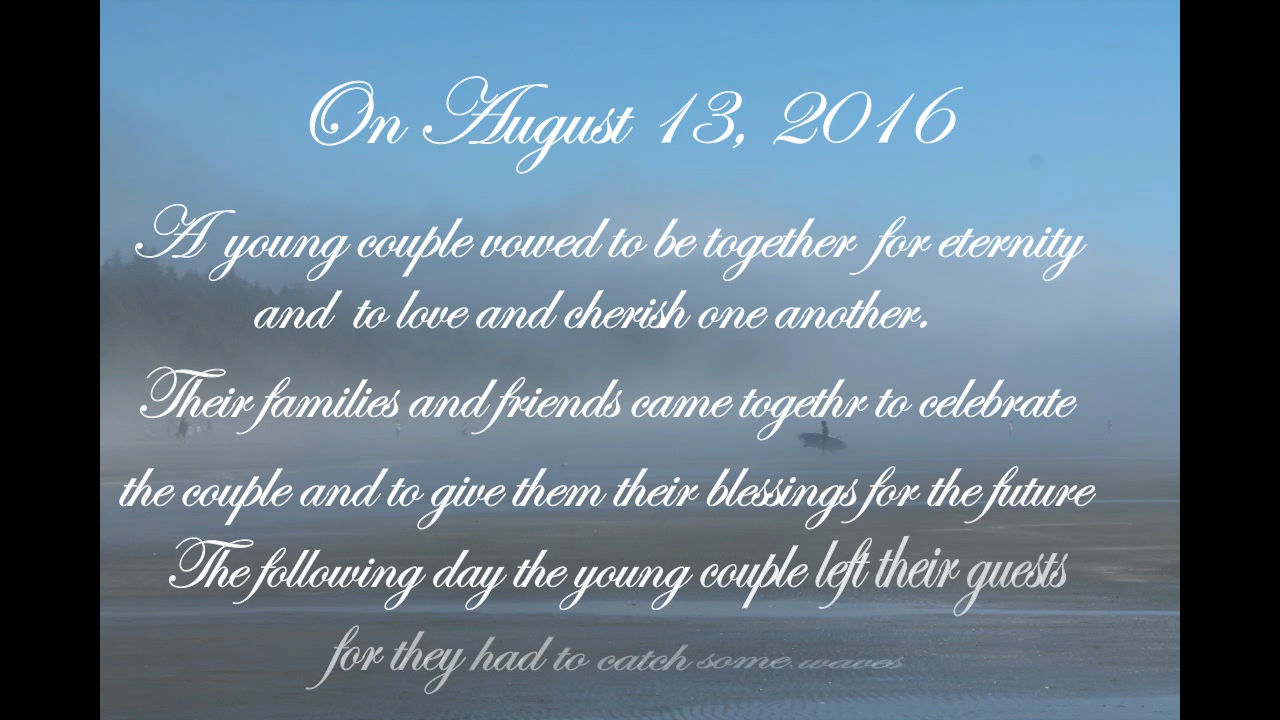 On August 13, 2016
A young couple vowed to be together for eternity
and to love and cherish one another.
Their families and friends came togethr to celebrate
the couple and to give them their blessings for the future
The following day the young couple left their guests
for they had to catch some waves